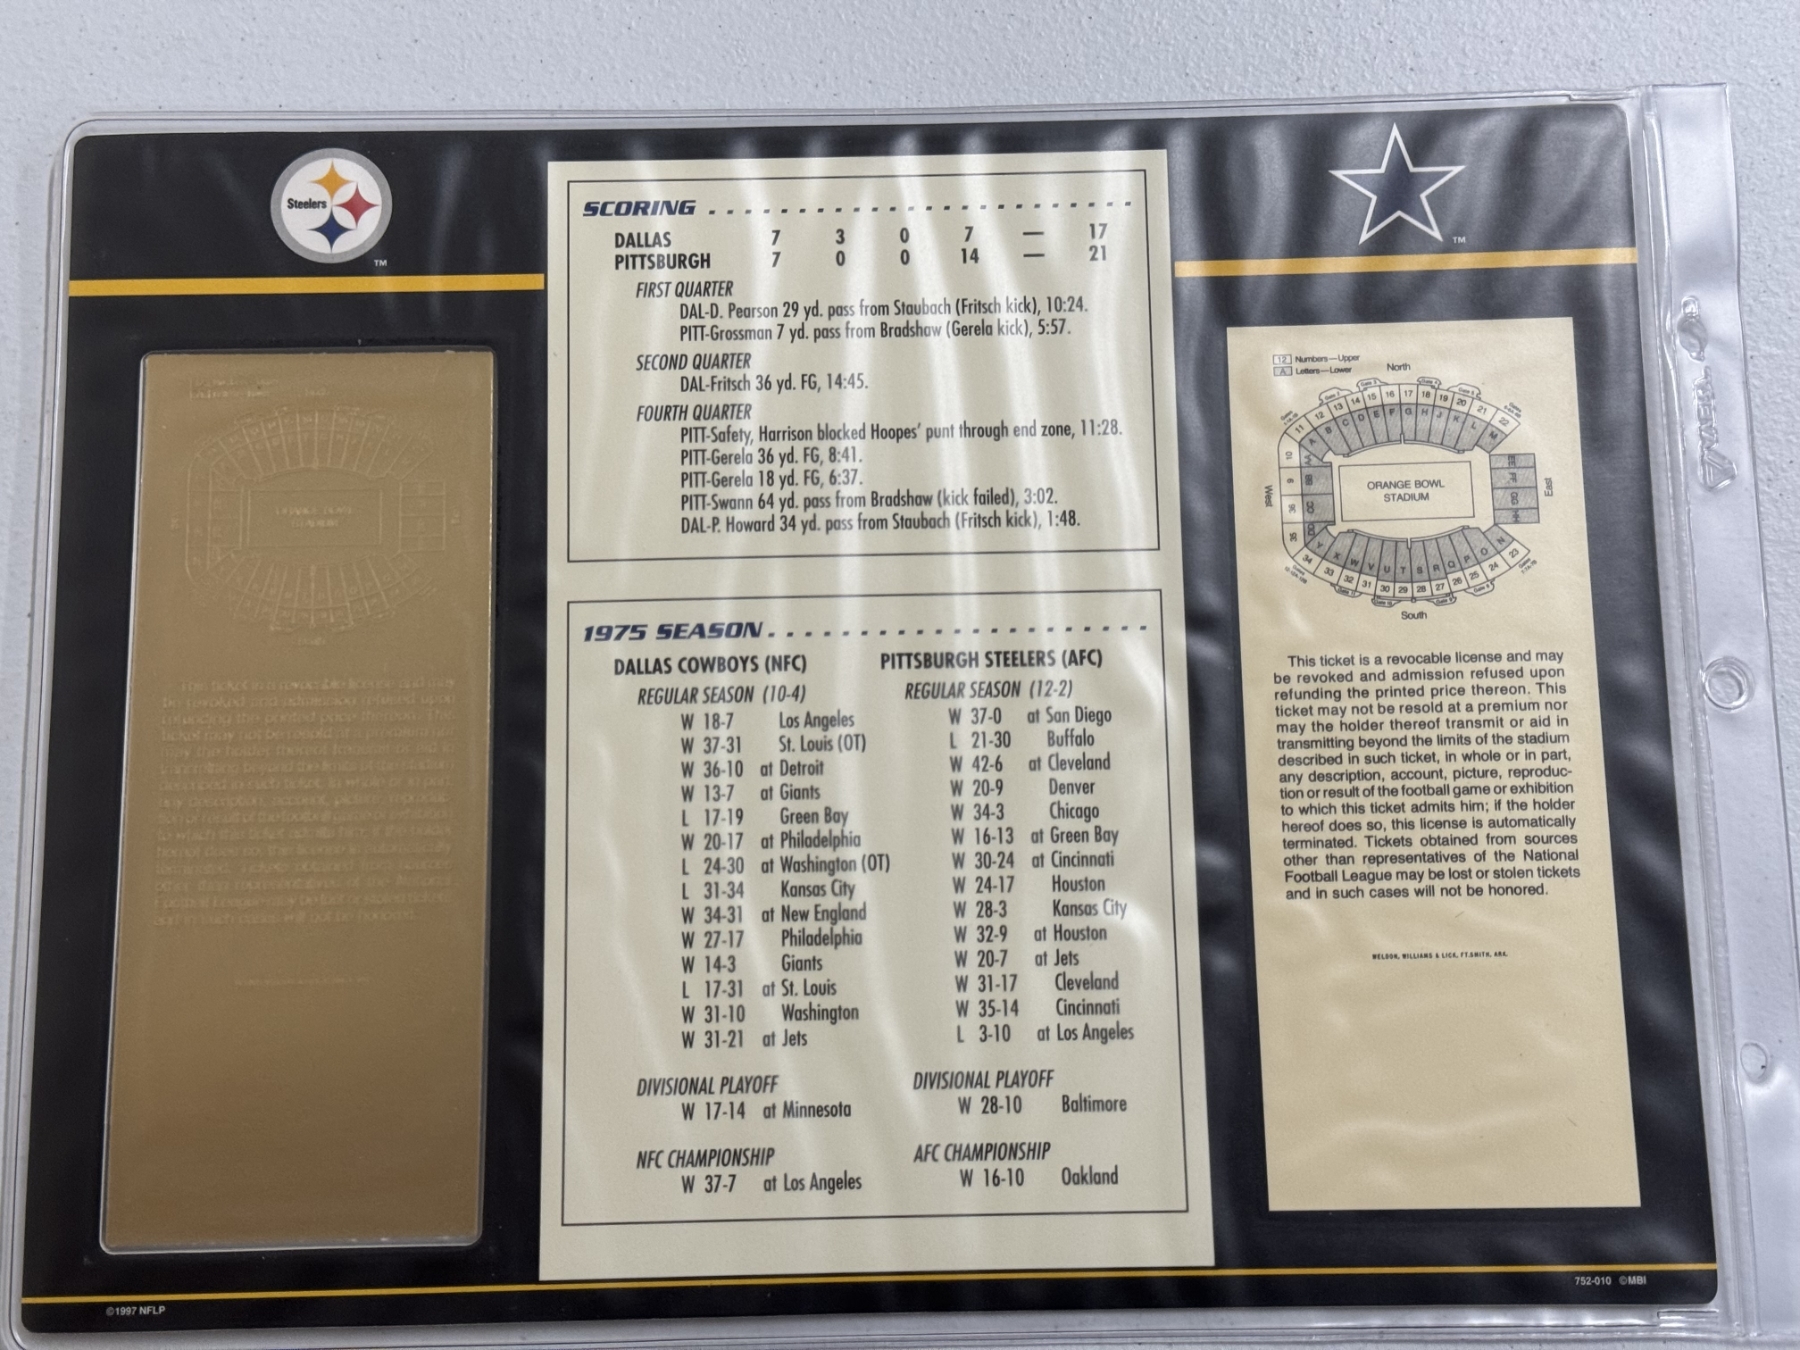 Steelers
TM
TM
SCORING
DALLAS 7 3 0 7 — 17
PITTSBURGH 7 0 0 14 — 21
FIRST QUARTER
DAL-D. Pearson 29 yd. pass from Staubach (Fritsch kick), 10:24.
PITT-Grossman 7 yd. pass from Bradshaw (Gerela kick), 5:57.
SECOND QUARTER
DAL-Fritsch 36 yd. FG, 14:45.
FOURTH QUARTER
PITT-Safety, Harrison blocked Hoopes' punt through end zone, 11:28.
PITT-Gerela 36 yd. FG, 8:41.
PITT-Gerela 18 yd. FG, 6:37.
PITT-Swann 64 yd. pass from Bradshaw (kick failed), 3:02.
DAL-P. Howard 34 yd. pass from Staubach (Fritsch kick), 1:48.
1975 SEASON
DALLAS COWBOYS (NFC)
REGULAR SEASON (10-4)
W 18-7 Los Angeles
W 37-31 St. Louis (OT)
W 36-10 at Detroit
W 13-7 at Giants
L 17-19 Green Bay
W 20-17 at Philadelphia
L 24-30 at Washington (OT)
L 31-34 Kansas City
W 34-31 at New England
W 27-17 Philadelphia
W 14-3 Giants
L 17-31 at St. Louis
W 31-10 Washington
W 31-21 at Jets
DIVISIONAL PLAYOFF
W 17-14 at Minnesota
NFC CHAMPIONSHIP
W 37-7 at Los Angeles
PITTSBURGH STEELERS (AFC)
REGULAR SEASON (12-2)
W 37-0 at San Diego
L 21-30 Buffalo
W 42-6 at Cleveland
W 20-9 Denver
W 34-3 Chicago
W 16-13 at Green Bay
W 30-24 at Cincinnati
W 24-17 Houston
W 28-3 Kansas City
W 32-9 at Houston
W 20-7 at Jets
W 31-17 Cleveland
W 35-14 Cincinnati
L 3-10 at Los Angeles
DIVISIONAL PLAYOFF
W 28-10 Baltimore
AFC CHAMPIONSHIP
W 16-10 Oakland
12 Numbers—Upper
A Letters—Lower
North
West
East
ORANGE BOWL
STADIUM
South
This ticket is a revocable license and may
be revoked and admission refused upon
refunding the printed price thereon. This
ticket may not be resold at a premium nor
may the holder thereof transmit or aid in
transmitting beyond the limits of the stadium
described in such ticket, in whole or in part,
any description, account, picture, reproduc-
tion or result of the football game or exhibition
to which this ticket admits him; if the holder
hereof does so, this license is automatically
terminated. Tickets obtained from sources
other than representatives of the National
Football League may be lost or stolen tickets
and in such cases will not be honored.
WELDON, WILLIAMS & LICK, FT. SMITH, ARK.
©1997 NFLP
752-010 ©MBI